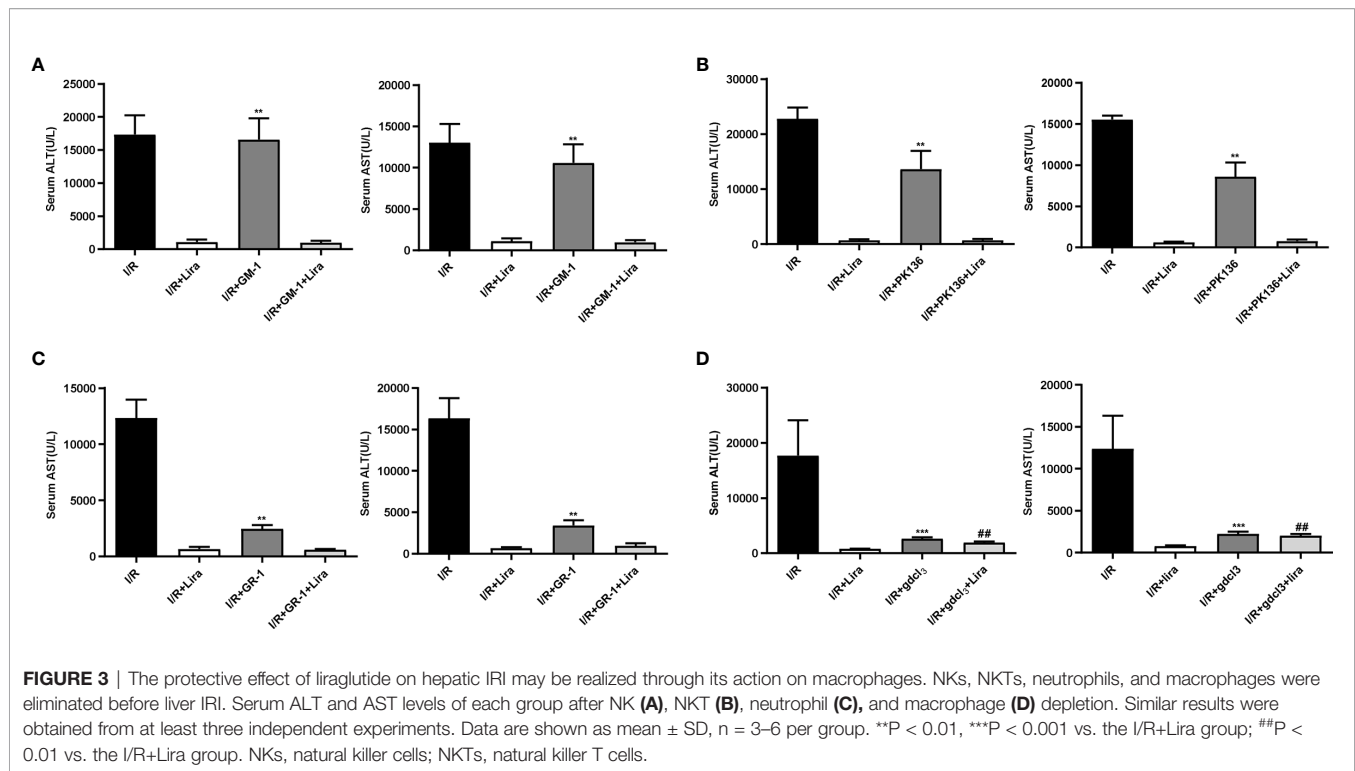 A
Serum ALT(U/L)
25000
20000
15000
10000
5000
0
**
I/R
I/R+Lira
I/R+GM-1
I/R+GM-1+Lira
Serum AST(U/L)
20000
15000
10000
5000
0
**
I/R
I/R+Lira
I/R+GM-1
I/R+GM-1+Lira
B
Serum ALT(U/L)
30000
20000
10000
0
**
I/R
I/R+Lira
I/R+PK136
I/R+PK136+Lira
Serum AST(U/L)
20000
15000
10000
5000
0
**
I/R
I/R+Lira
I/R+PK136
I/R+PK136+Lira
C
Serum AST(U/L)
15000
10000
5000
0
**
I/R
I/R+Lira
I/R+GR-1
I/R+GR-1+Lira
Serum ALT(U/L)
20000
15000
10000
5000
0
**
I/R
I/R+Lira
I/R+GR-1
I/R+GR-1+Lira
D
Serum ALT(U/L)
30000
20000
10000
0
***
##
I/R
I/R+Lira
I/R+gdcl₃
I/R+gdcl₃+Lira
Serum AST(U/L)
20000
15000
10000
5000
0
***
##
I/R
I/R+lira
I/R+gdcl3
I/R+gdcl3+lira
FIGURE 3 | The protective effect of liraglutide on hepatic IRI may be realized through its action on macrophages. NKs, NKTs, neutrophils, and macrophages were
eliminated before liver IRI. Serum ALT and AST levels of each group after NK (A), NKT (B), neutrophil (C), and macrophage (D) depletion. Similar results were
obtained from at least three independent experiments. Data are shown as mean ± SD, n = 3–6 per group. **P < 0.01, ***P < 0.001 vs. the I/R+Lira group; ##P <
0.01 vs. the I/R+Lira group. NKs, natural killer cells; NKTs, natural killer T cells.